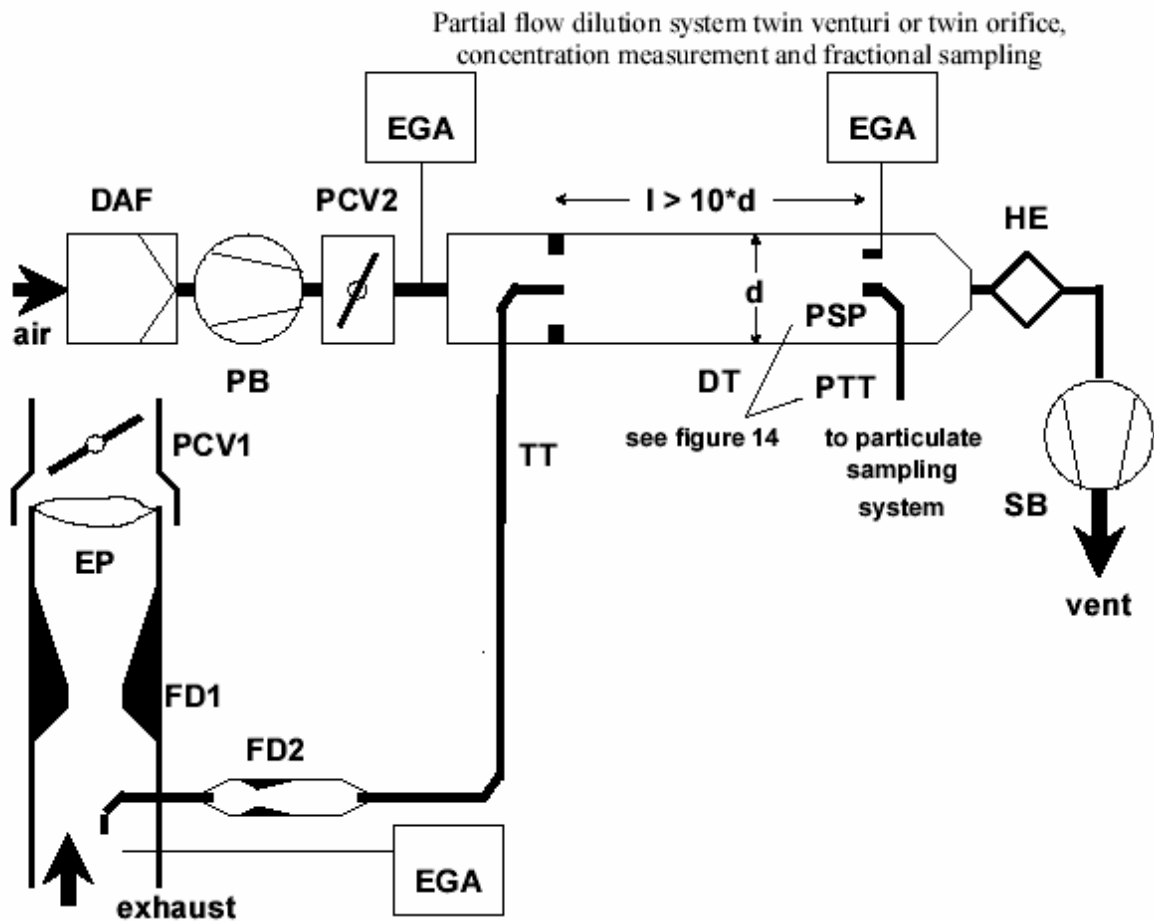 Partial flow dilution system twin venturi or twin orifice,
concentration measurement and fractional sampling
EGA
EGA
DAF
PCV2
l > 10*d
HE
air
d
PSP
PB
DT
PTT
PCV1
see figure 14
to particulate
sampling
system
TT
SB
EP
vent
FD1
FD2
EGA
exhaust